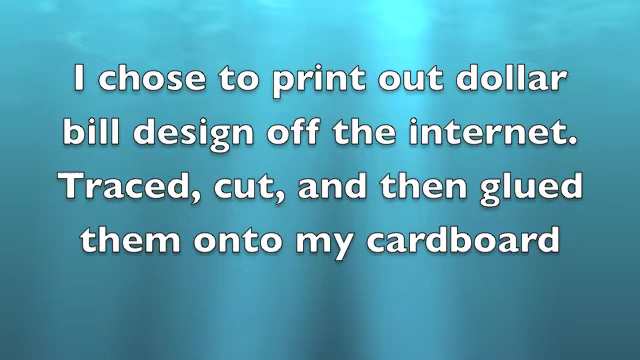 I chose to print out dollar
bill design off the internet.
Traced, cut, and then glued
them onto my cardboard